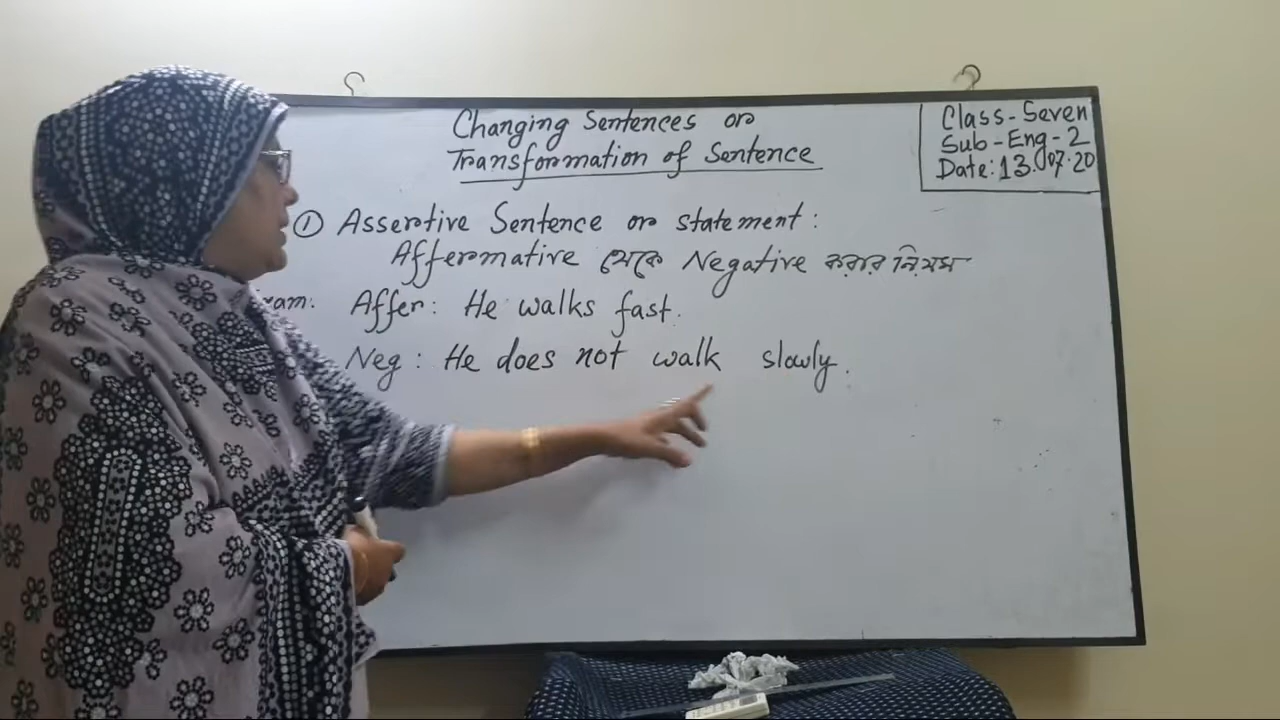 Changing Sentences or
Transformation of Sentence
Class-Seven
Sub-Eng-2
Date: 13.07.20
① Assertive Sentence or statement:
Affermative থেকে Negative করার নিয়ম
am. Affer: He walks fast.
Neg: He does not walk slowly.